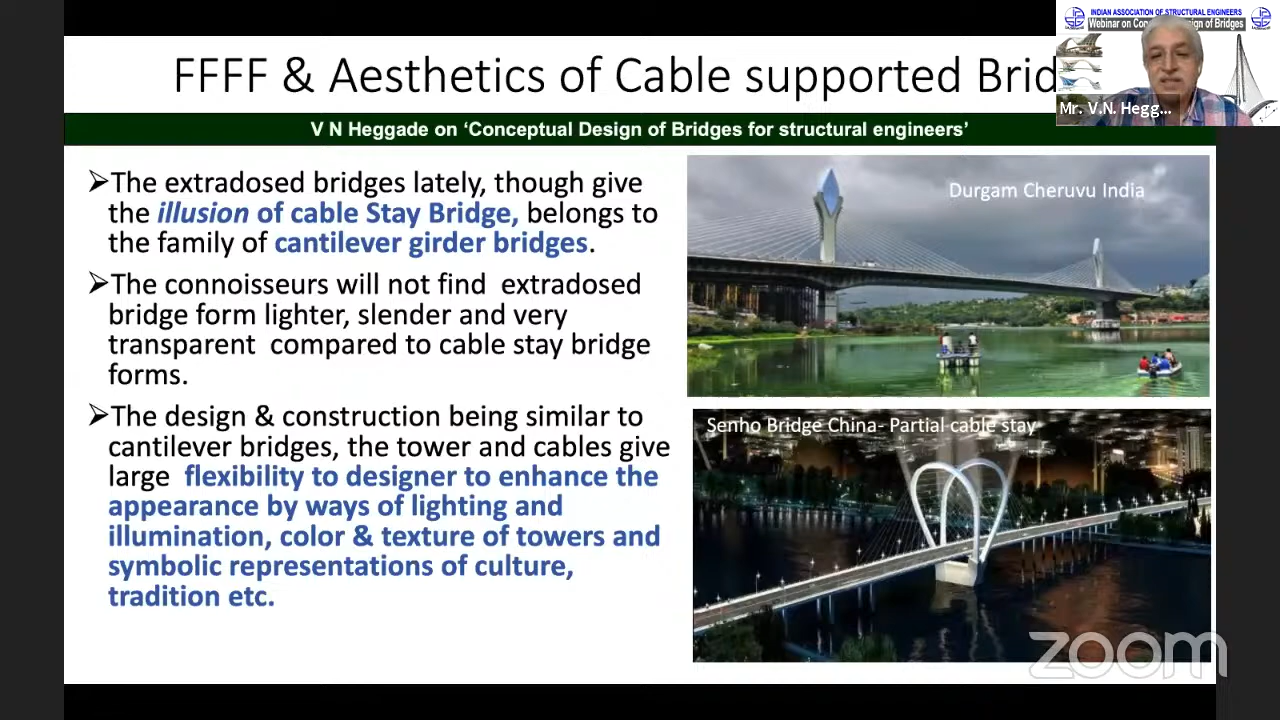 INDIAN ASSOCIATION OF STRUCTURAL ENGINEERS
Webinar on Con gn of Bridges
FFFF & Aesthetics of Cable supported Brid
Mr. V.N. Hegg...
V N Heggade on ‘Conceptual Design of Bridges for structural engineers’
➢The extradosed bridges lately, though give
the illusion of cable Stay Bridge, belongs to
the family of cantilever girder bridges.
➢The connoisseurs will not find extradosed
bridge form lighter, slender and very
transparent compared to cable stay bridge
forms.
➢The design & construction being similar to
cantilever bridges, the tower and cables give
large flexibility to designer to enhance the
appearance by ways of lighting and
illumination, color & texture of towers and
symbolic representations of culture,
tradition etc.
Durgam Cheruvu India
Senho Bridge China- Partial cable stay
zoom